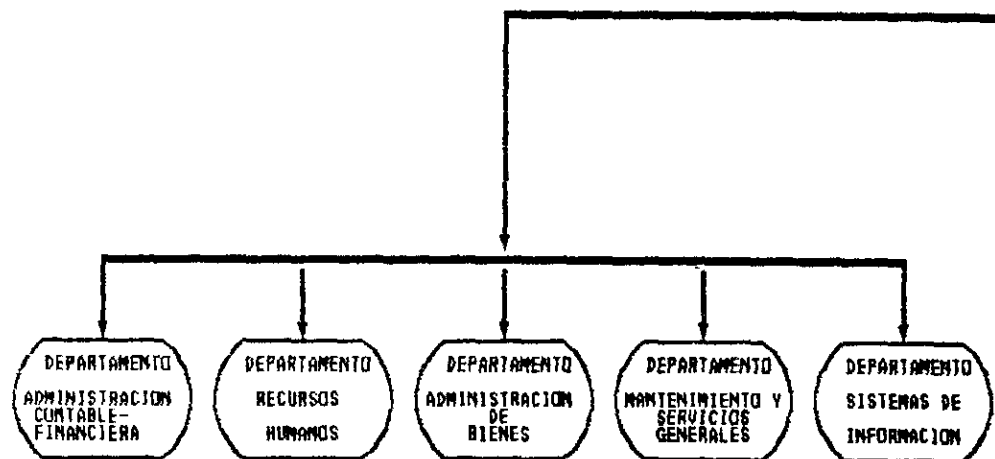 DEPARTAMENTO
ADMINISTRACION
CONTABLE-
FINANCIERA
DEPARTAMENTO
RECURSOS
HUMANOS
DEPARTAMENTO
ADMINISTRACION
DE
BIENES
DEPARTAMENTO
MANTENIMIENTO Y
SERVICIOS
GENERALES
DEPARTAMENTO
SISTEMAS DE
INFORMACION